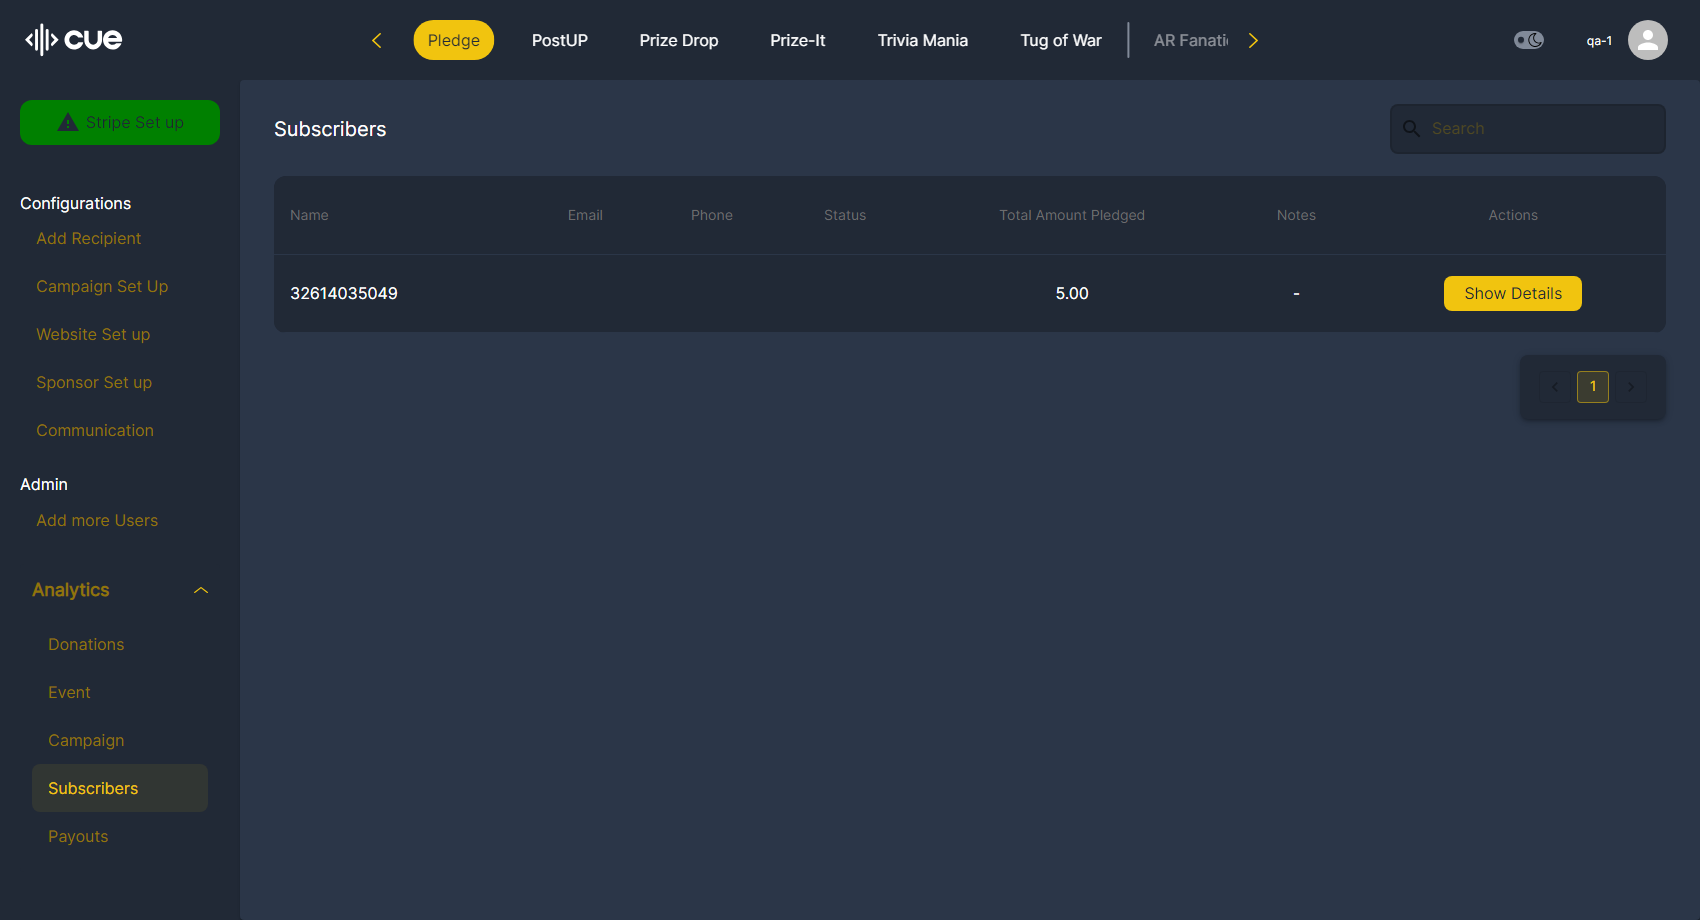 cue
Pledge PostUP Prize Drop Prize-It Trivia Mania Tug of War AR Fanati
qa-1
Stripe Set up
Configurations
Add Recipient
Campaign Set Up
Website Set up
Sponsor Set up
Communication
Admin
Add more Users
Analytics
Donations
Event
Campaign
Subscribers
Payouts
Subscribers
Search
Name Email Phone Status Total Amount Pledged Notes Actions
32614035049 5.00 - Show Details
1